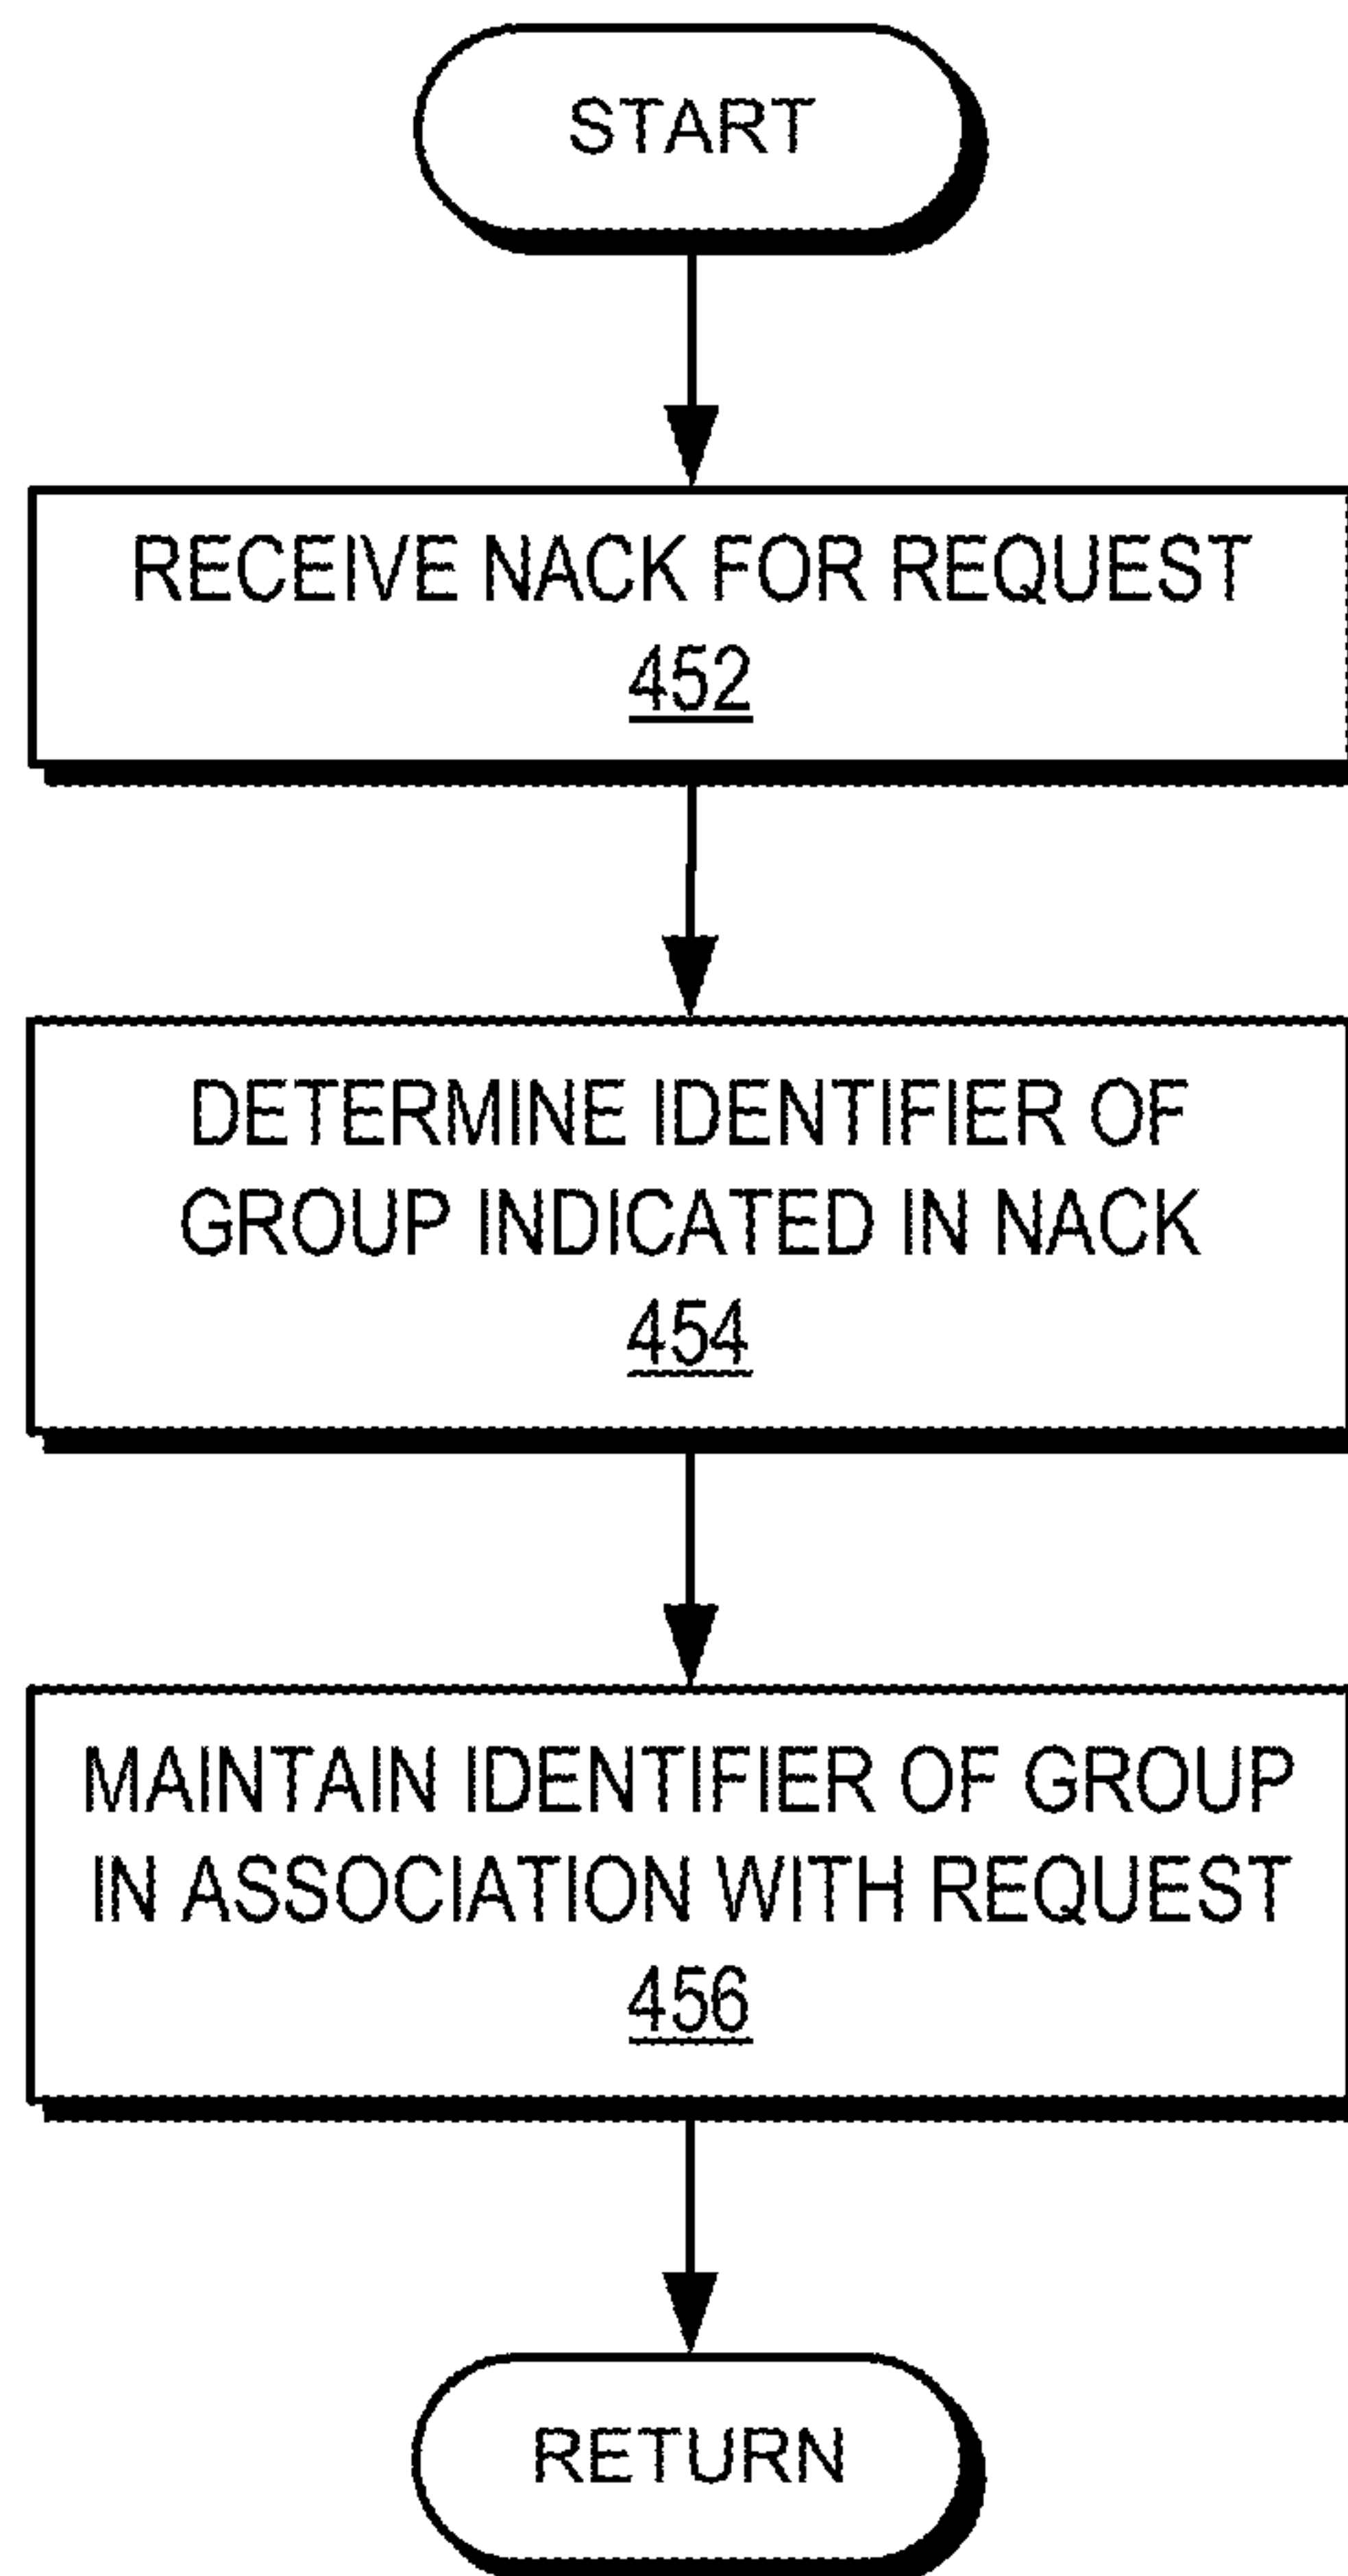 START
RECEIVE NACK FOR REQUEST
452
DETERMINE IDENTIFIER OF
GROUP INDICATED IN NACK
454
MAINTAIN IDENTIFIER OF GROUP
IN ASSOCIATION WITH REQUEST
456
RETURN